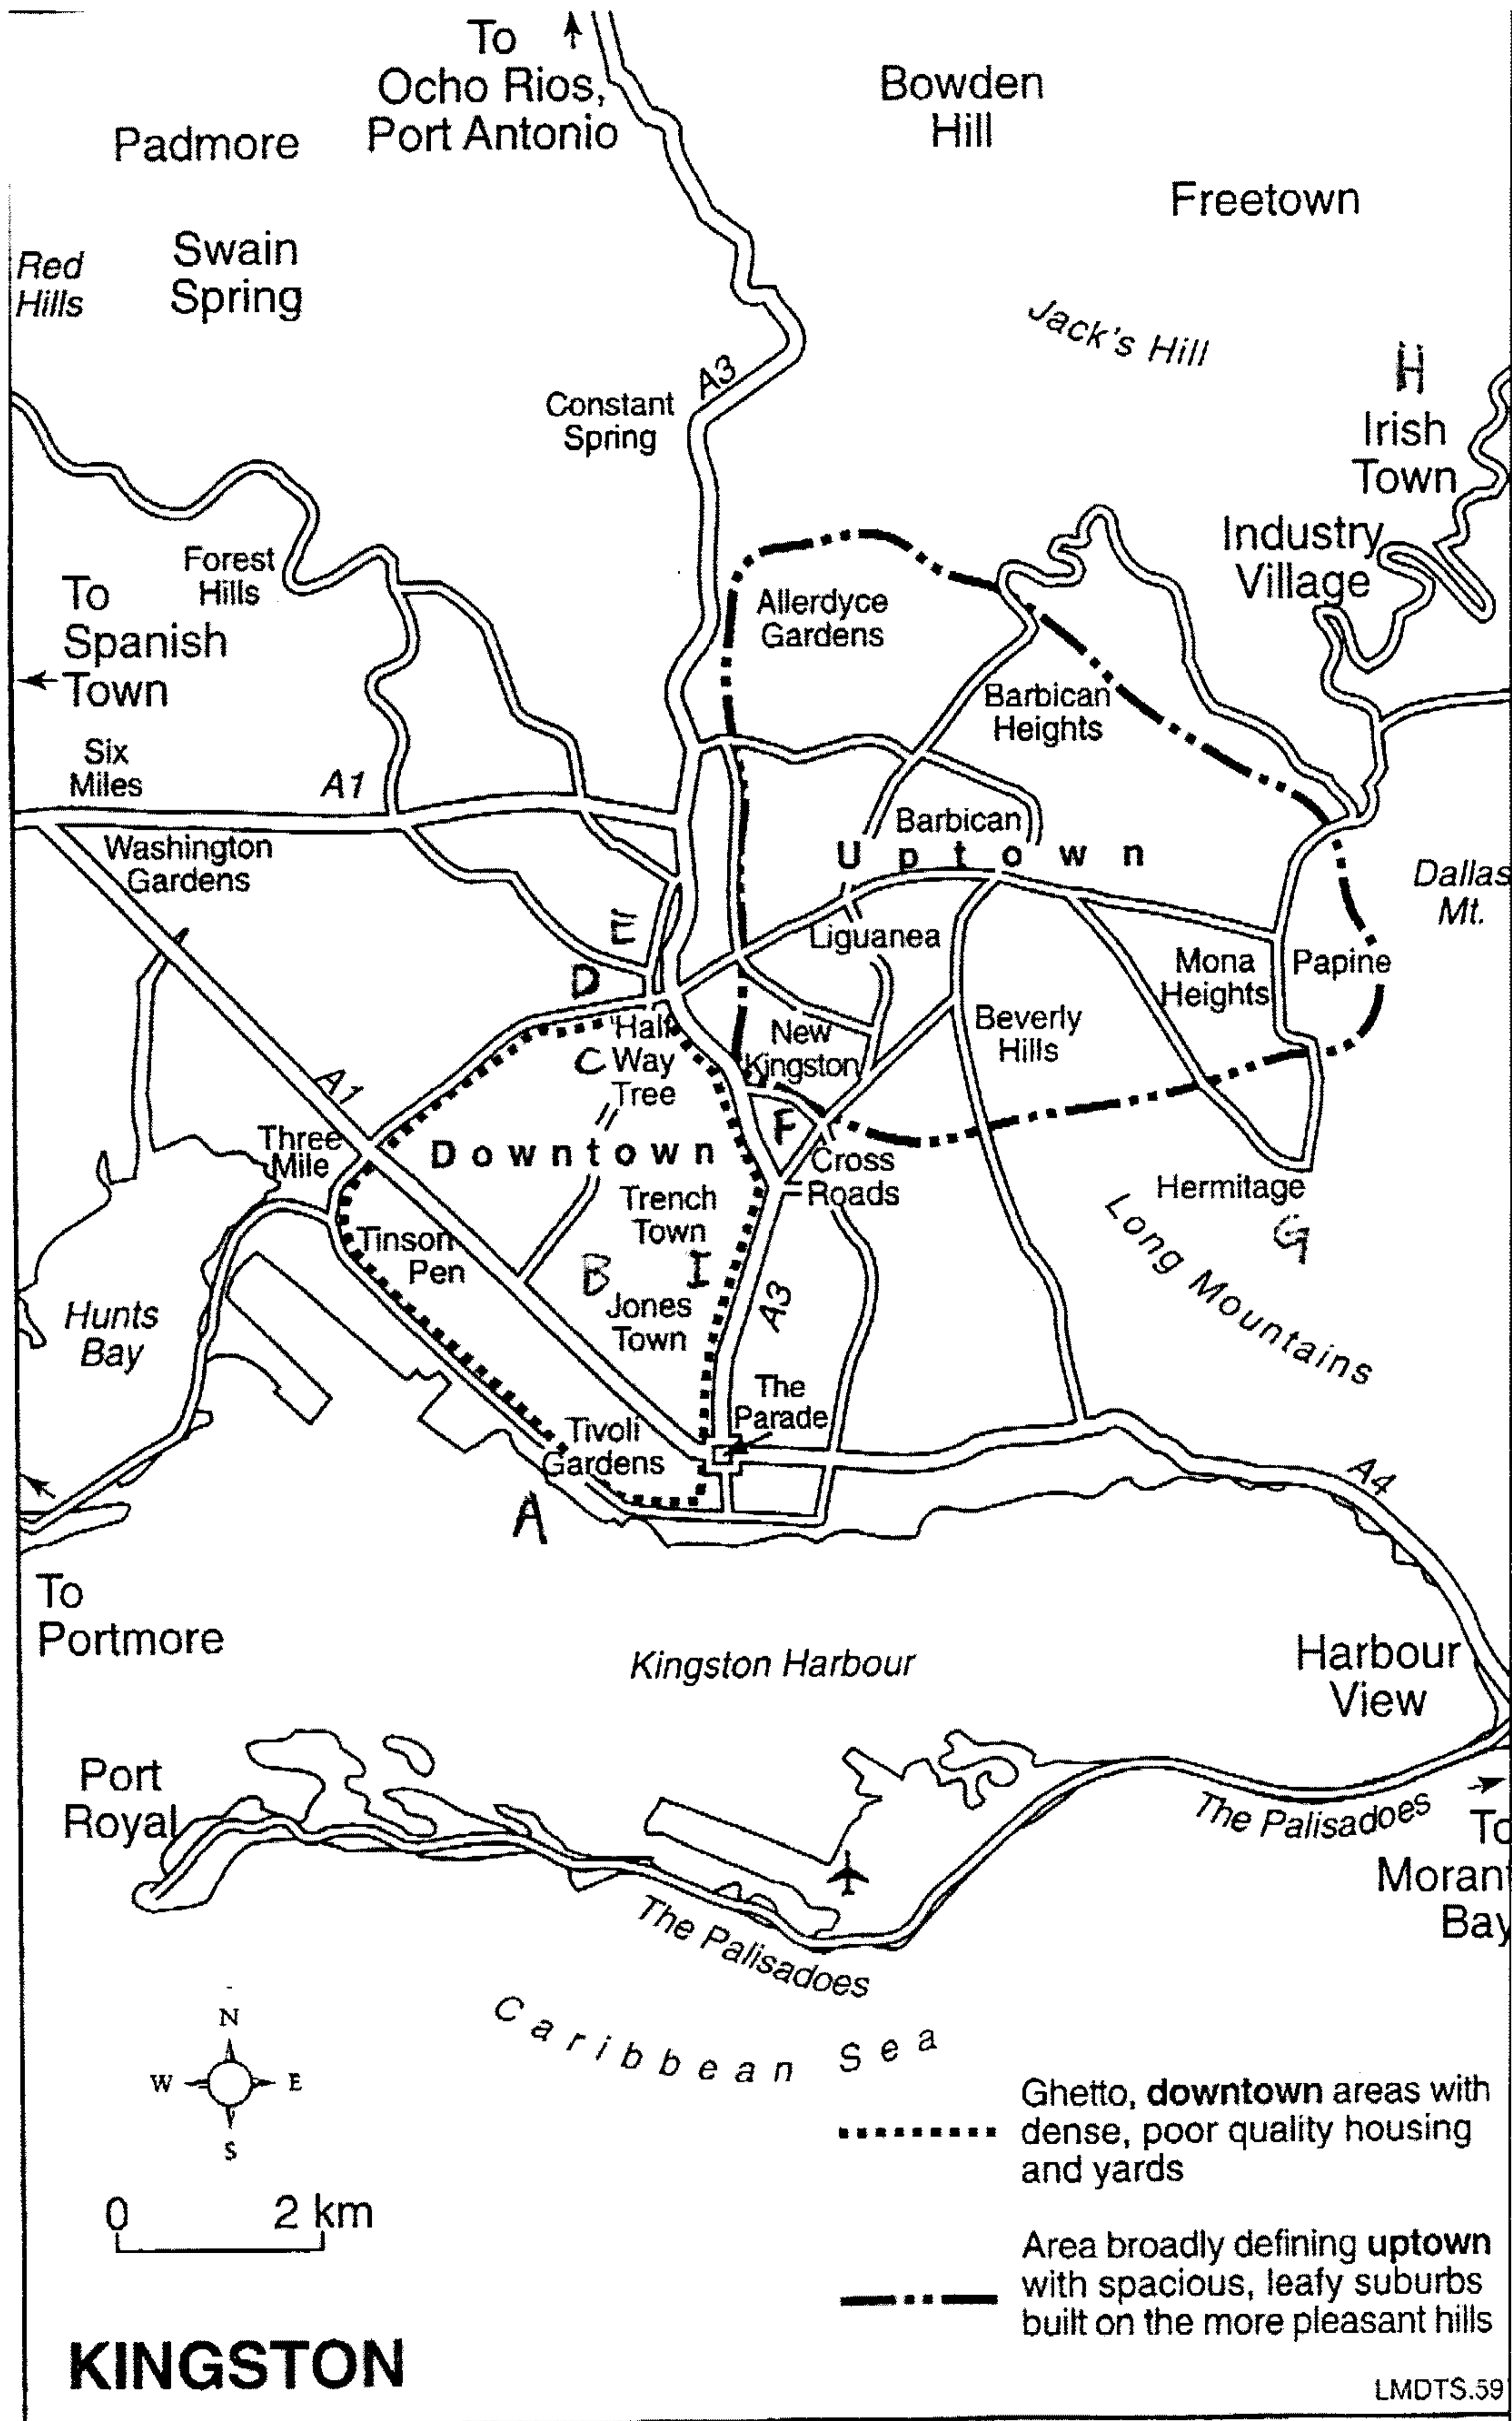 To
Ocho Rios,
Port Antonio
Bowden
Hill
Padmore
Freetown
Red
Hills
Swain
Spring
Jack's Hill
H
A3
Constant
Spring
Irish
Town
Industry
Village
Forest
Hills
To
Spanish
Town
Allerdyce
Gardens
Barbican
Heights
Six
Miles
A1
Barbican
Uptown
Washington
Gardens
Dallas
Mt.
E
Liguanea
D
Mona
Heights
Papine
Half
Way
Tree
C
New
Kingston
Beverly
Hills
A1
F
Three
Mile
Downtown
Cross
Roads
Trench
Town
Hermitage
G
Long Mountains
Tinson
Pen
B
I
Jones
Town
A3
Hunts
Bay
The
Parade
Tivoli
Gardens
A4
A
To
Portmore
Kingston Harbour
Harbour
View
Port
Royal
The Palisadoes
To
Morant
Bay
The Palisadoes
Caribbean Sea
N
W
E
S
Ghetto, downtown areas with
dense, poor quality housing
and yards
0 2 km
Area broadly defining uptown
with spacious, leafy suburbs
built on the more pleasant hills
KINGSTON
LMDTS.59